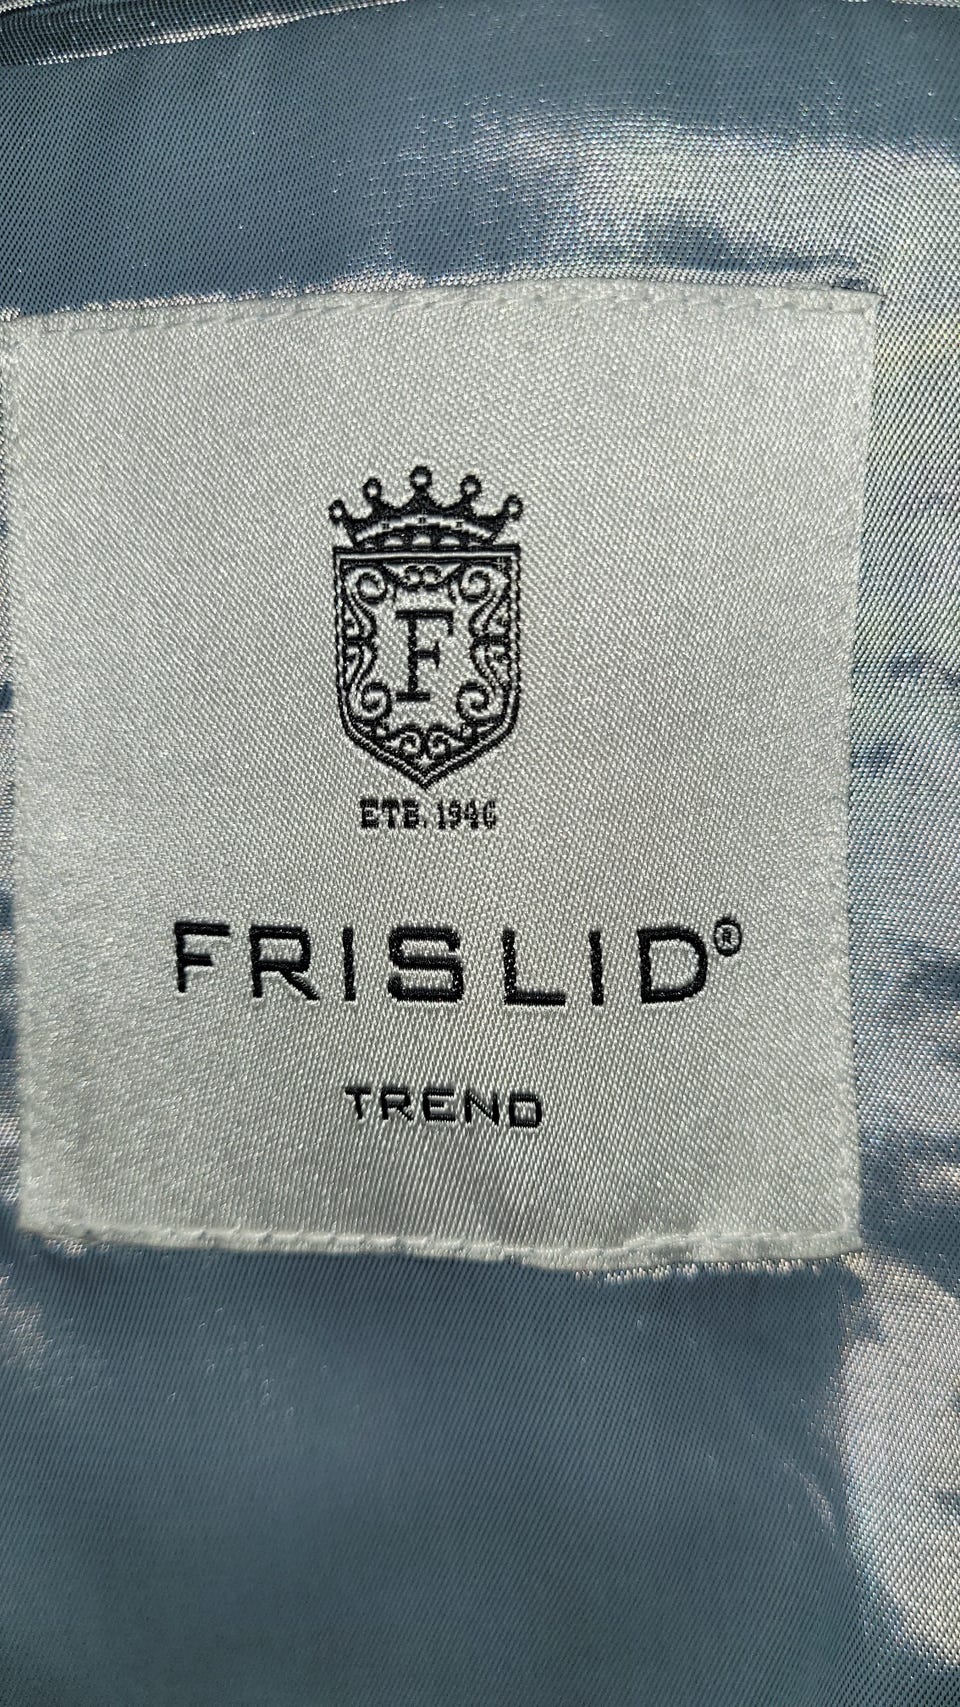 F
ETB. 1946
FRISLID®
TREND